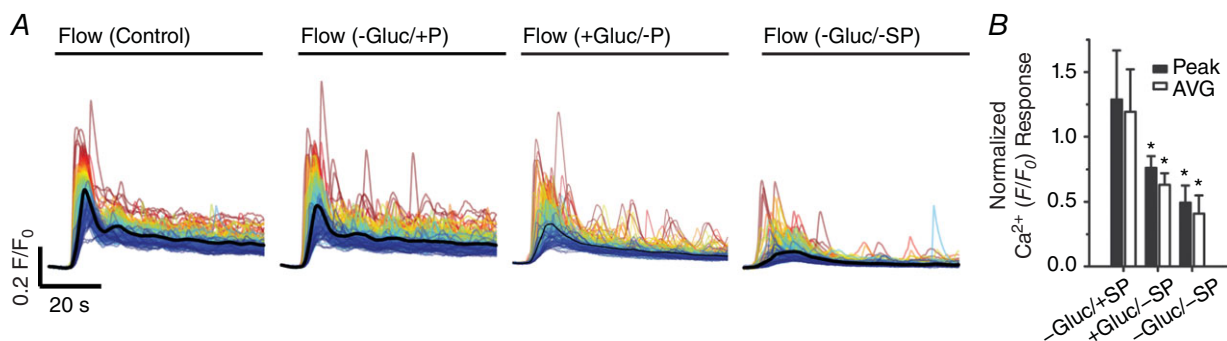 A
Flow (Control)
Flow (-Gluc/+P)
Flow (+Gluc/-P)
Flow (-Gluc/-SP)
0.2 F/F0
20 s
B
Normalized
Ca2+ (F/F0) Response
1.5
1.0
0.5
0.0
Peak
AVG
* * * *
–Gluc/+SP
+Gluc/–SP
–Gluc/–SP